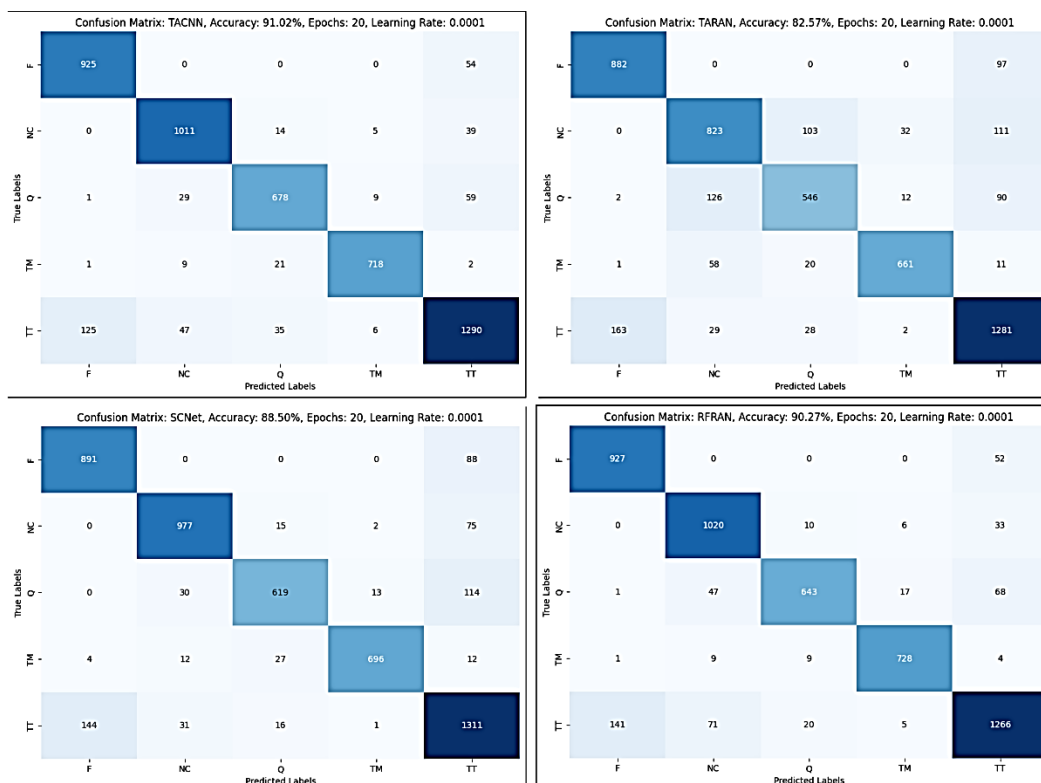 Confusion Matrix: TACNN, Accuracy: 91.02%, Epochs: 20, Learning Rate: 0.0001
True Labels
F 925 0 0 0 54
NC 0 1011 14 5 39
Q 1 29 678 9 59
TM 1 9 21 718 2
TT 125 47 35 6 1290
F NC Q TM TT
Predicted Labels
Confusion Matrix: TARAN, Accuracy: 82.57%, Epochs: 20, Learning Rate: 0.0001
True Labels
F 882 0 0 0 97
NC 0 823 103 32 111
Q 2 126 546 12 90
TM 1 58 20 661 11
TT 163 29 28 2 1281
F NC Q TM TT
Predicted Labels
Confusion Matrix: SCNet, Accuracy: 88.50%, Epochs: 20, Learning Rate: 0.0001
True Labels
F 891 0 0 0 88
NC 0 977 15 2 75
Q 0 30 619 13 114
TM 4 12 27 696 12
TT 144 31 16 1 1311
F NC Q TM TT
Predicted Labels
Confusion Matrix: RFRAN, Accuracy: 90.27%, Epochs: 20, Learning Rate: 0.0001
True Labels
F 927 0 0 0 52
NC 0 1020 10 6 33
Q 1 47 643 17 68
TM 1 9 9 728 4
TT 141 71 20 5 1266
F NC Q TM TT
Predicted Labels